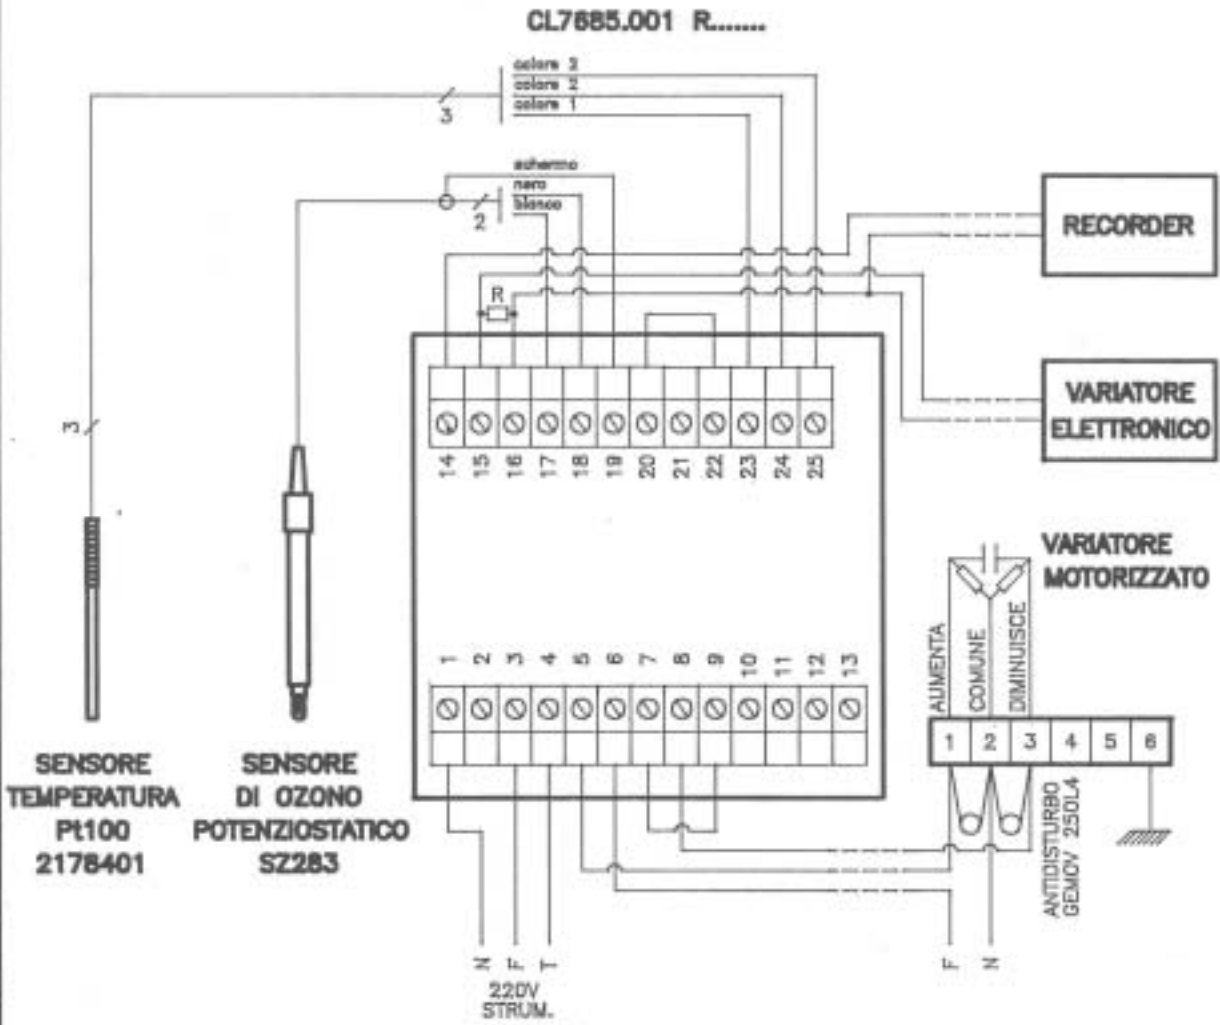 CL7685.001 R.......
colore 3
colore 2
colore 1
3
schermo
nero
bianco
2
RECORDER
R
VARIATORE
ELETTRONICO
3
14 15 16 17 18 19 20 21 22 23 24 25
VARIATORE
MOTORIZZATO
AUMENTA
COMUNE
DIMINUISCE
1 2 3 4 5 6 7 8 9 10 11 12 13
1 2 3 4 5 6
SENSORE
TEMPERATURA
Pt100
2178401
SENSORE
DI OZONO
POTENZIOSTATICO
SZ283
ANTIDISTURBO
GEMOV 250L4
N F T
220V
STRUM.
F N